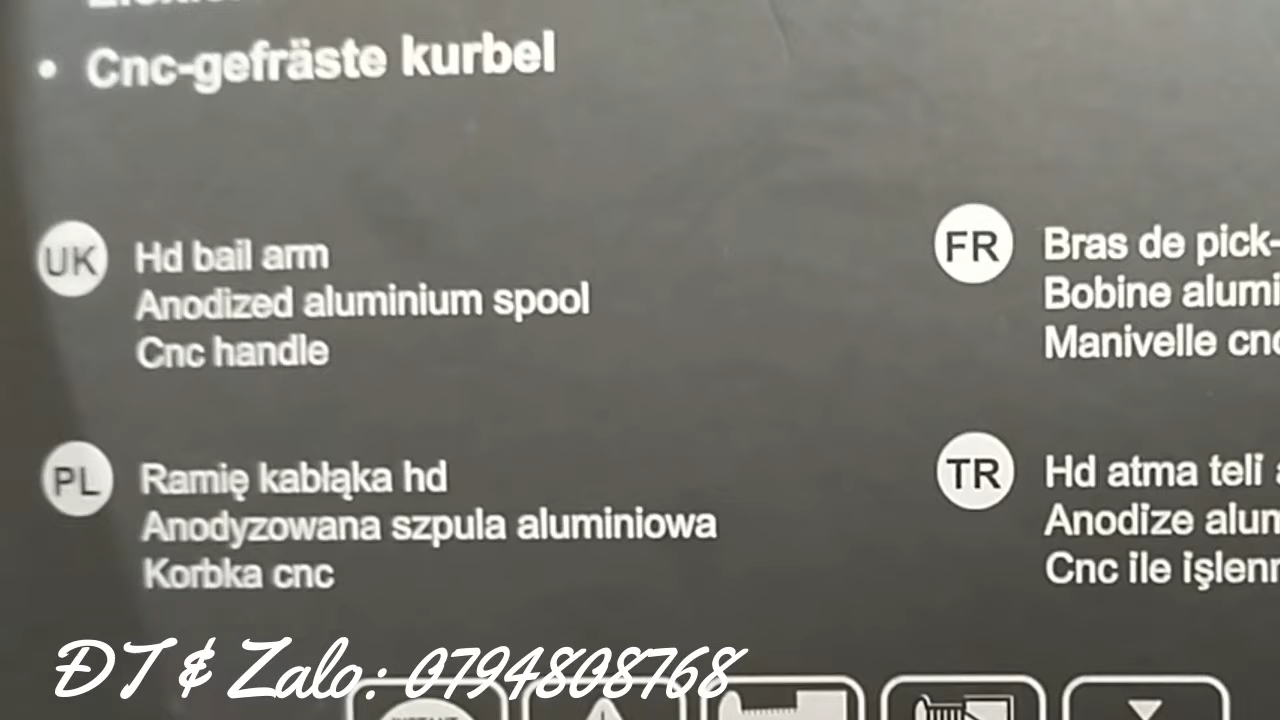 • Cnc-gefräste kurbel
UK
Hd bail arm
Anodized aluminium spool
Cnc handle
FR
Bras de pick-
Bobine alumi
Manivelle cnc
PL
Ramię kabłąka hd
Anodyzowana szpula aluminiowa
Korbka cnc
TR
Hd atma teli
Anodize alum
Cnc ile işlenm
ĐT & Zalo: 0794808768